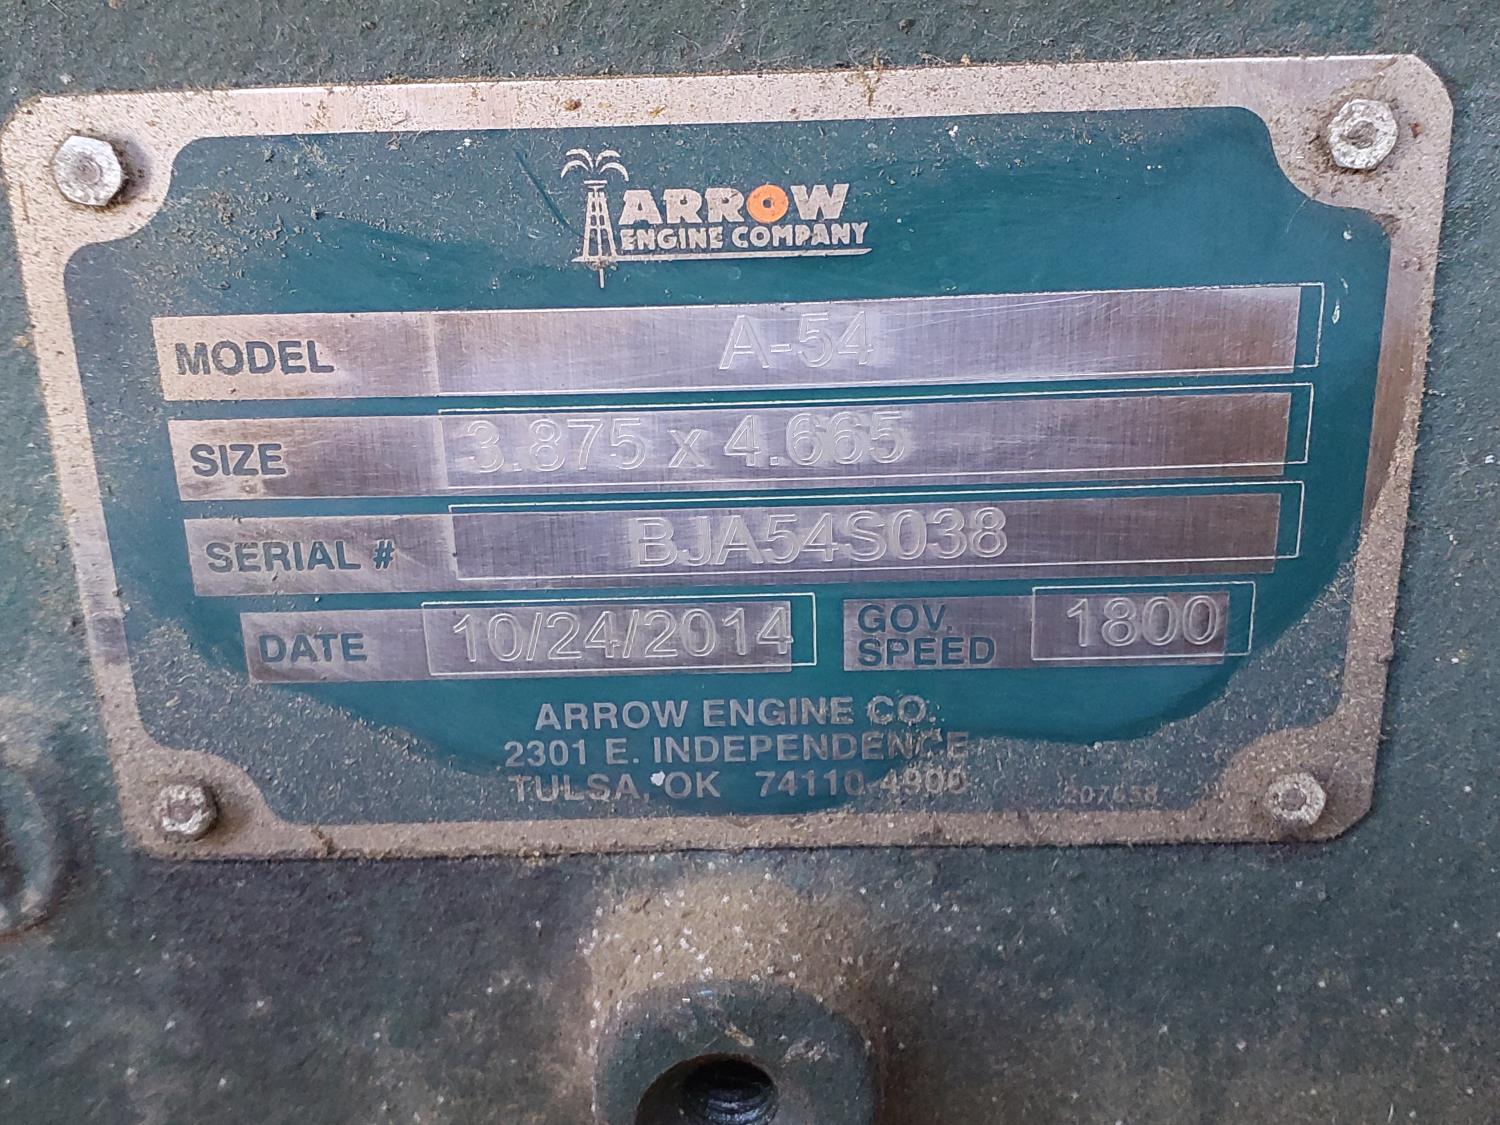 ARROW
ENGINE COMPANY
MODEL A-54
SIZE 3.875 x 4.665
SERIAL # BJA54S038
DATE 10/24/2014 GOV. SPEED 1800
ARROW ENGINE CO.
2301 E. INDEPENDENCE
TULSA, OK 74110-4900
207658